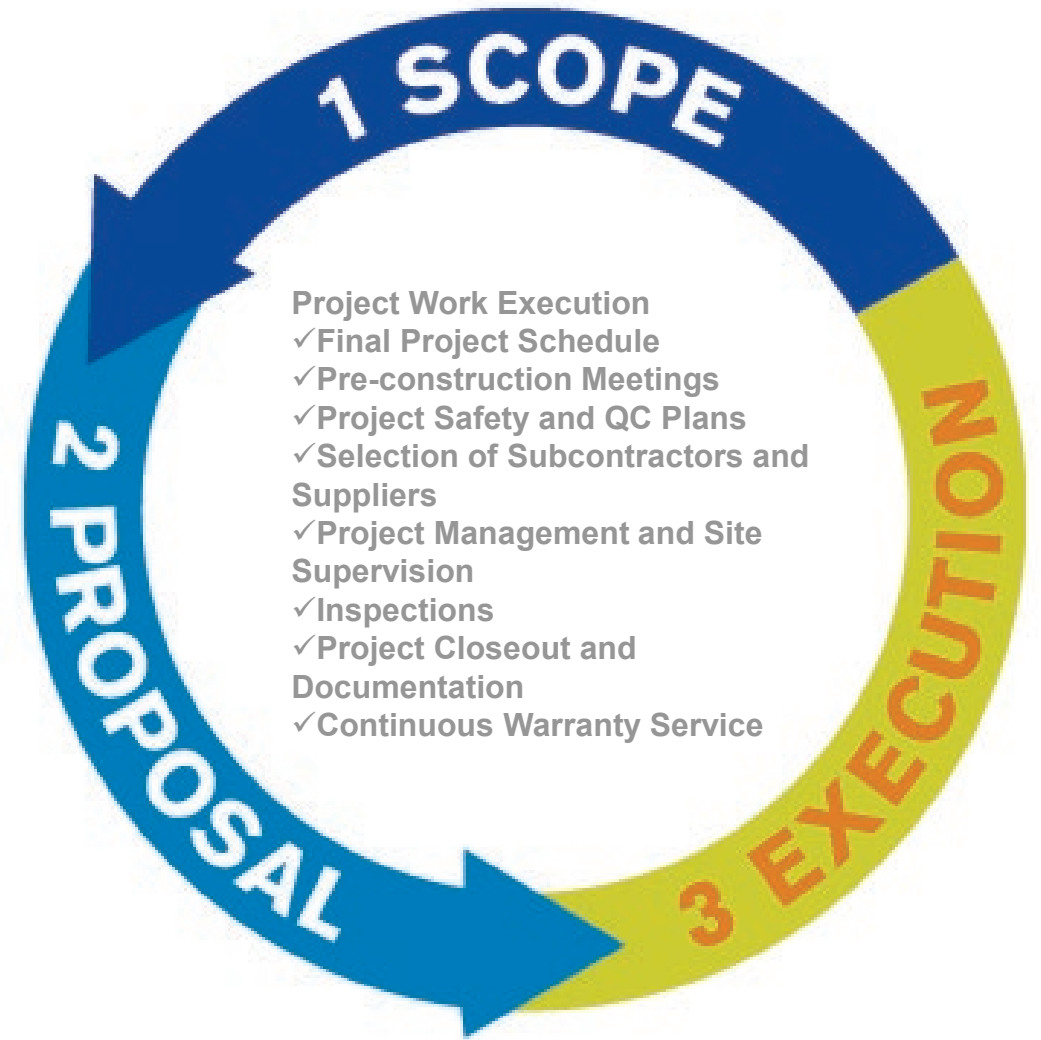 1 SCOPE
Project Work Execution
✓Final Project Schedule
✓Pre-construction Meetings
✓Project Safety and QC Plans
✓Selection of Subcontractors and
Suppliers
✓Project Management and Site
Supervision
✓Inspections
✓Project Closeout and
Documentation
✓Continuous Warranty Service
2 PROPOSAL
3 EXECUTION